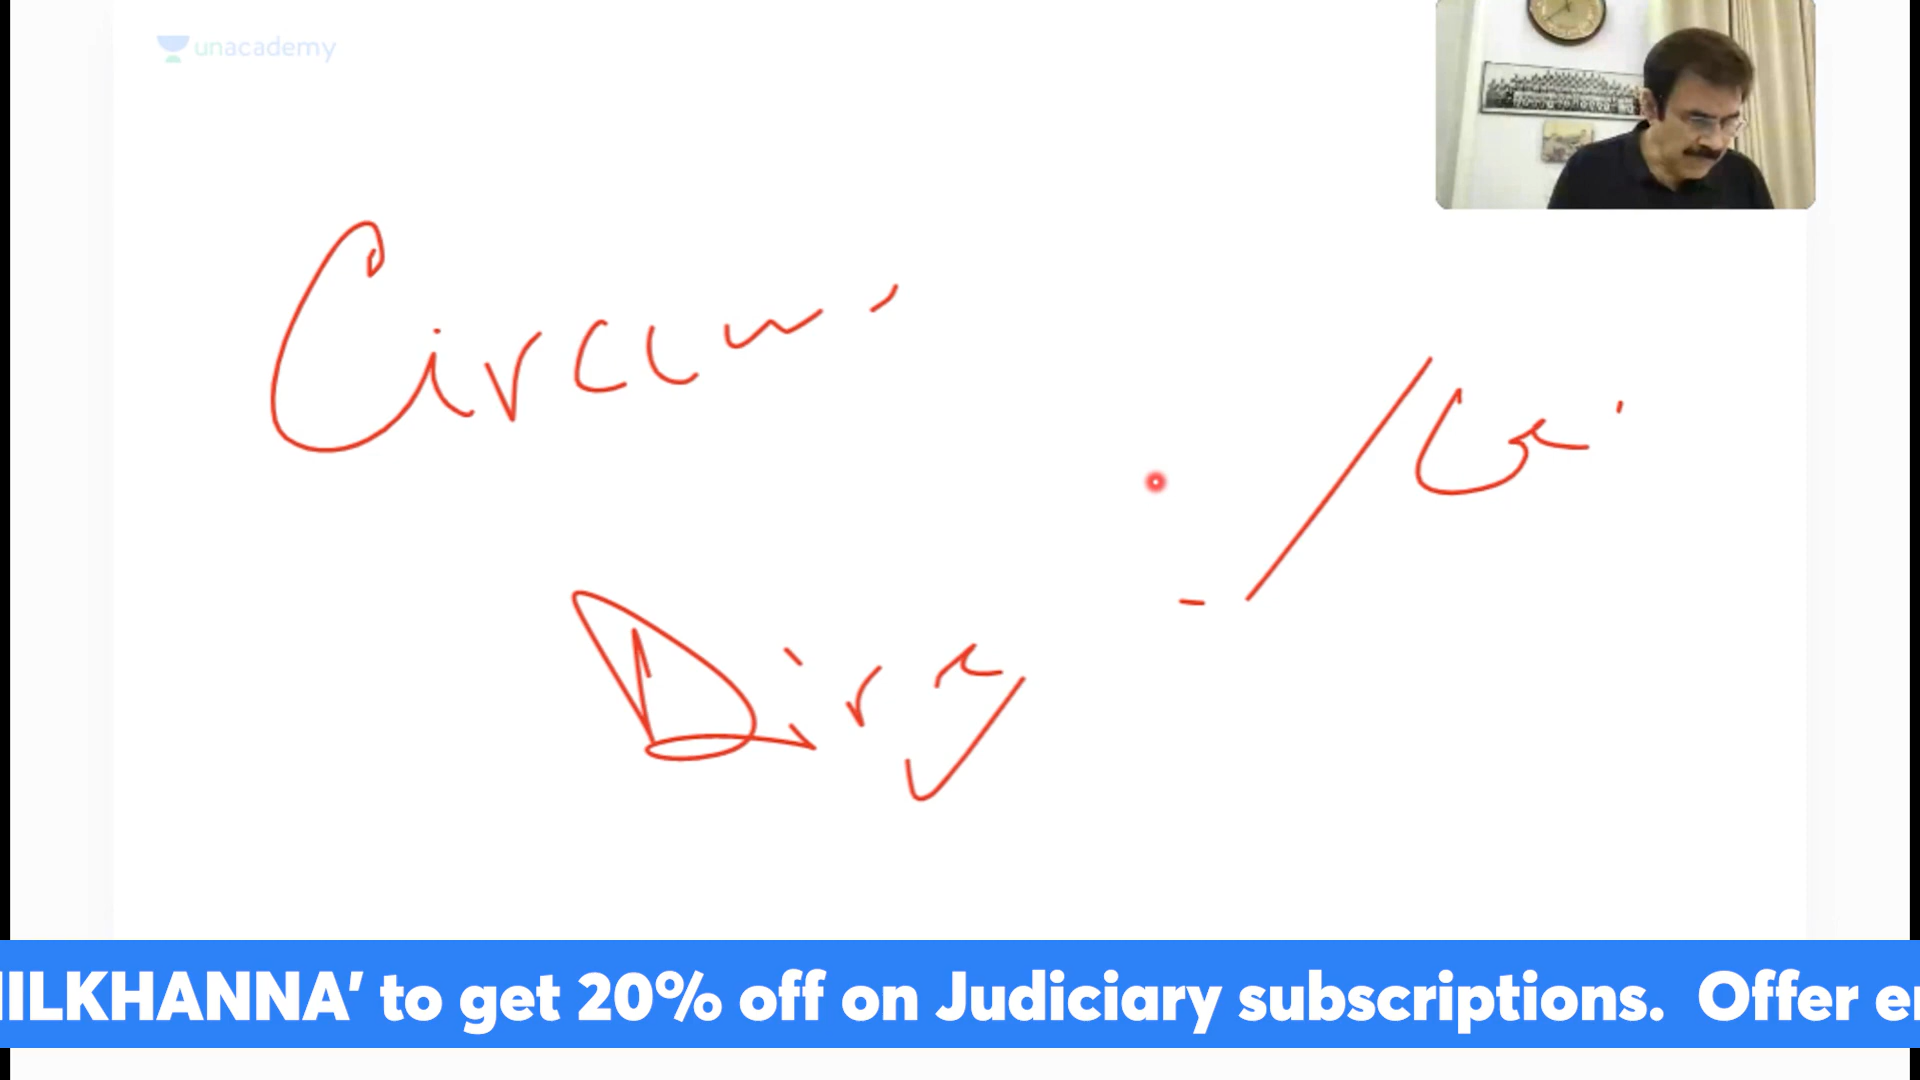 unacademy
Circum.
Dir
ILKHANNA’ to get 20% off on Judiciary subscriptions. Offer e